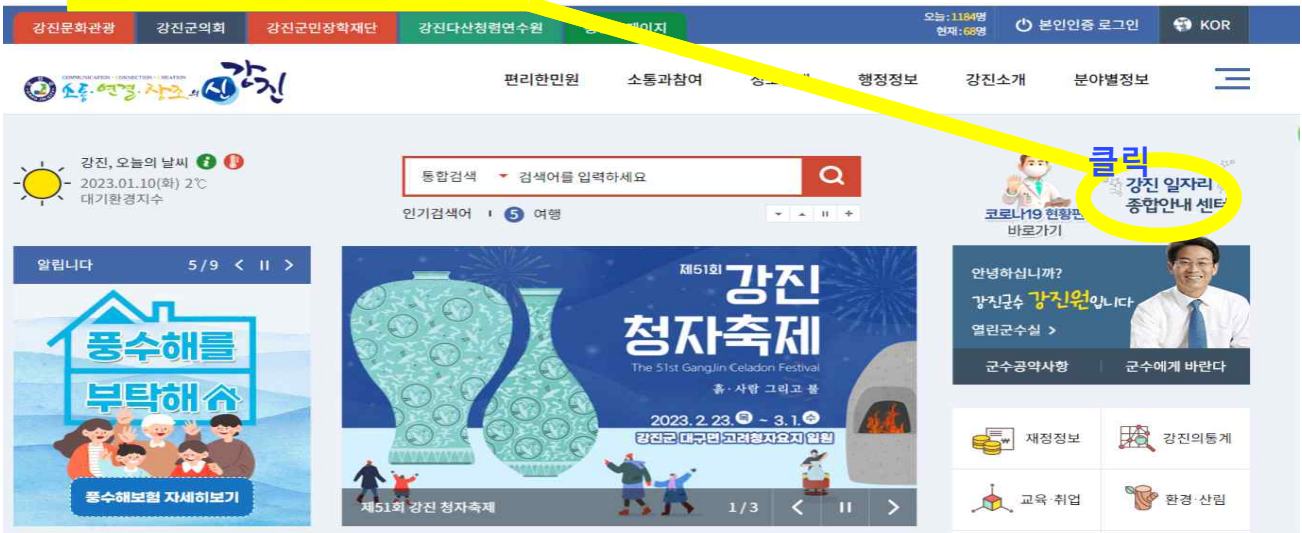 강진문화관광 강진군의회 강진군민장학재단 강진다산청렴연수원
오늘:1184명
현재:68명
본인인증 로그인 KOR
COMMUNICATION · CONNECTION · CREATION
소통·연결·창조의 신 강진
편리한민원 소통과참여 행정정보 강진소개 분야별정보
강진, 오늘의 날씨
2023.01.10(화) 2℃
대기환경지수
통합검색 검색어를 입력하세요
인기검색어 5 여행
클릭
코로나19 현황판
바로가기
강진 일자리
종합안내 센터
알립니다 5/9
풍수해를
부탁해
풍수해보험 자세히보기
제51회 강진
청자축제
The 51st GangJin Celadon Festival
흙·사람 그리고 불
2023.2.23.목 ~ 3.1.수
강진군 대구면 고려청자요지 일원
제51회 강진 청자축제 1/3
안녕하십니까?
강진군수 강진원입니다
열린군수실 >
군수공약사항 군수에게 바란다
재정정보 강진의통계
교육·취업 환경·산림